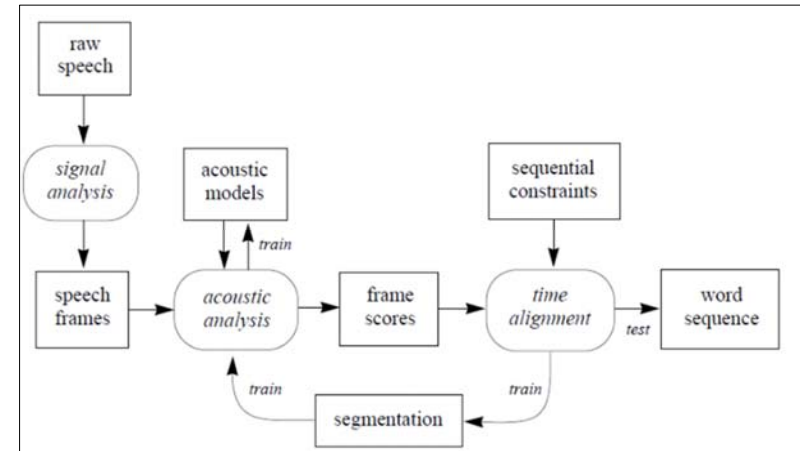 raw
speech
signal
analysis
acoustic
models
sequential
constraints
train
speech
frames
acoustic
analysis
frame
scores
time
alignment
test
word
sequence
train
train
segmentation